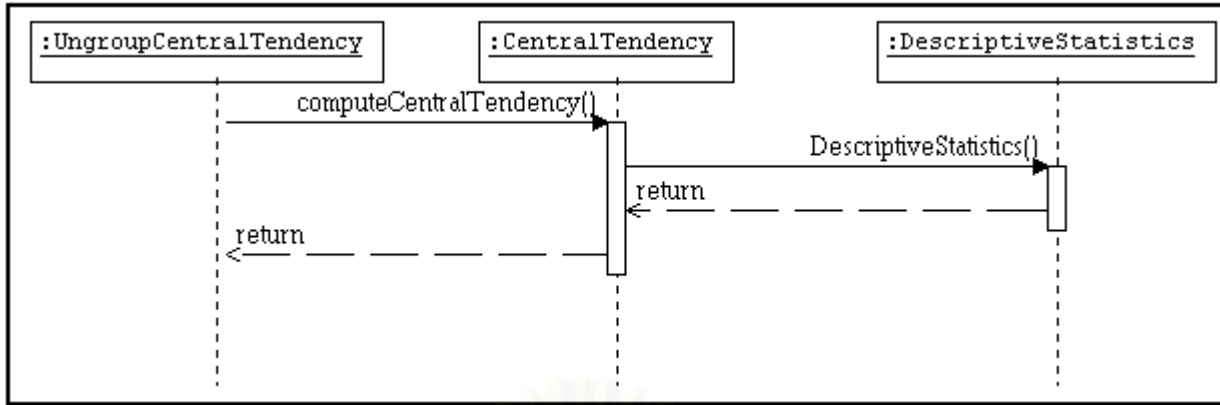 :UngroupCentralTendency
:CentralTendency
:DescriptiveStatistics
computeCentralTendency()
DescriptiveStatistics()
return
return